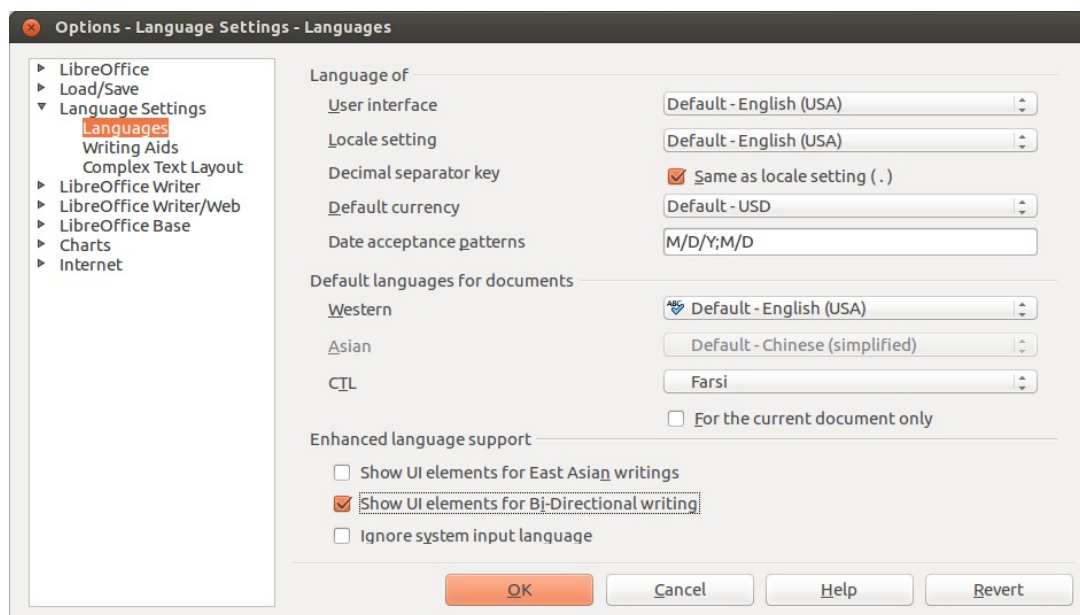 Options - Language Settings - Languages
LibreOffice
Load/Save
Language Settings
Languages
Writing Aids
Complex Text Layout
LibreOffice Writer
LibreOffice Writer/Web
LibreOffice Base
Charts
Internet
Language of
User interface Default - English (USA)
Locale setting Default - English (USA)
Decimal separator key Same as locale setting ( . )
Default currency Default - USD
Date acceptance patterns M/D/Y;M/D
Default languages for documents
Western ABC Default - English (USA)
Asian Default - Chinese (simplified)
CTL Farsi
For the current document only
Enhanced language support
Show UI elements for East Asian writings
Show UI elements for Bi-Directional writing
Ignore system input language
OK Cancel Help Revert